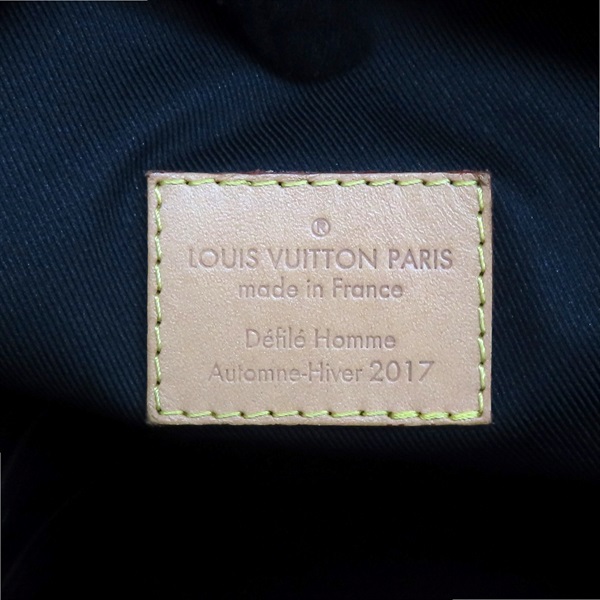 ®
LOUIS VUITTON PARIS
made in France
Défilé Homme
Automne-Hiver 2017